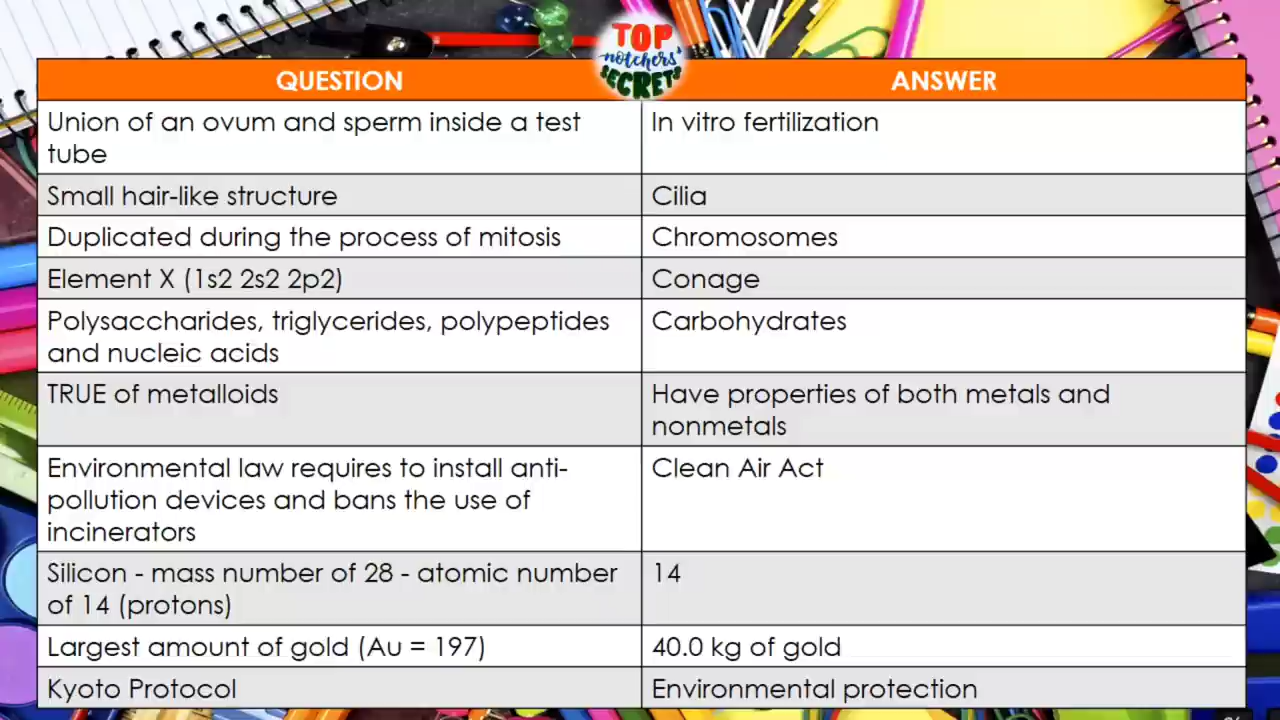 TOP
notchers'
SECRETS
QUESTION
ANSWER
Union of an ovum and sperm inside a test
tube
In vitro fertilization
Small hair-like structure
Cilia
Duplicated during the process of mitosis
Chromosomes
Element X (1s2 2s2 2p2)
Conage
Polysaccharides, triglycerides, polypeptides
and nucleic acids
Carbohydrates
TRUE of metalloids
Have properties of both metals and
nonmetals
Environmental law requires to install anti-
pollution devices and bans the use of
incinerators
Clean Air Act
Silicon - mass number of 28 - atomic number
of 14 (protons)
14
Largest amount of gold (Au = 197)
40.0 kg of gold
Kyoto Protocol
Environmental protection